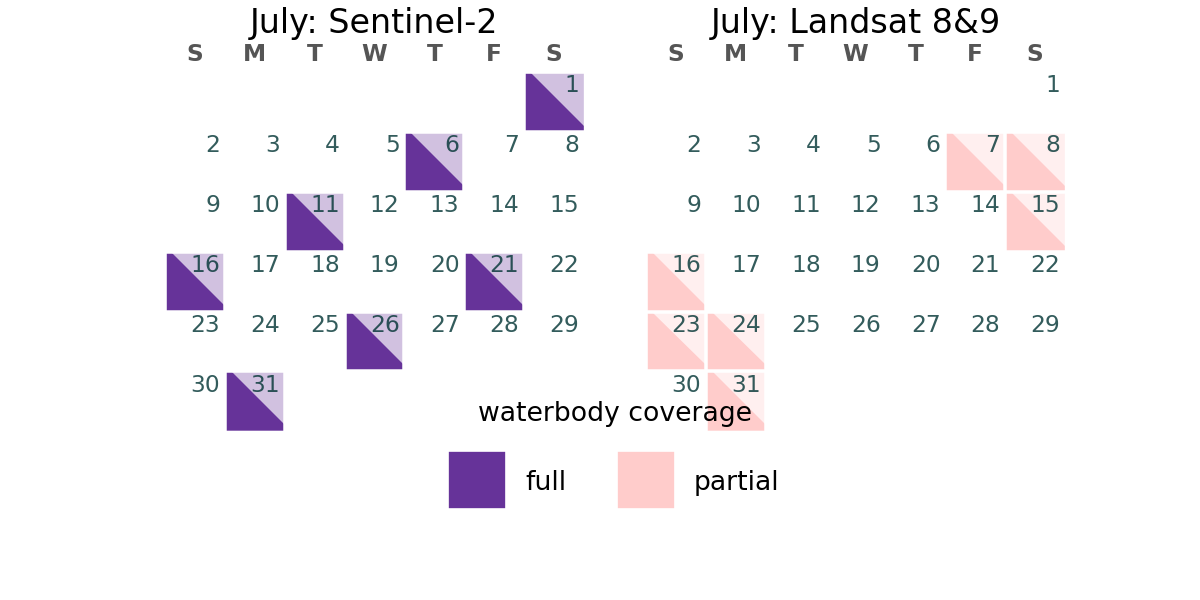 July: Sentinel-2
S M T W T F S
1
2 3 4 5 6 7 8
9 10 11 12 13 14 15
16 17 18 19 20 21 22
23 24 25 26 27 28 29
30 31
July: Landsat 8&9
S M T W T F S
1
2 3 4 5 6 7 8
9 10 11 12 13 14 15
16 17 18 19 20 21 22
23 24 25 26 27 28 29
30 31
waterbody coverage
full
partial